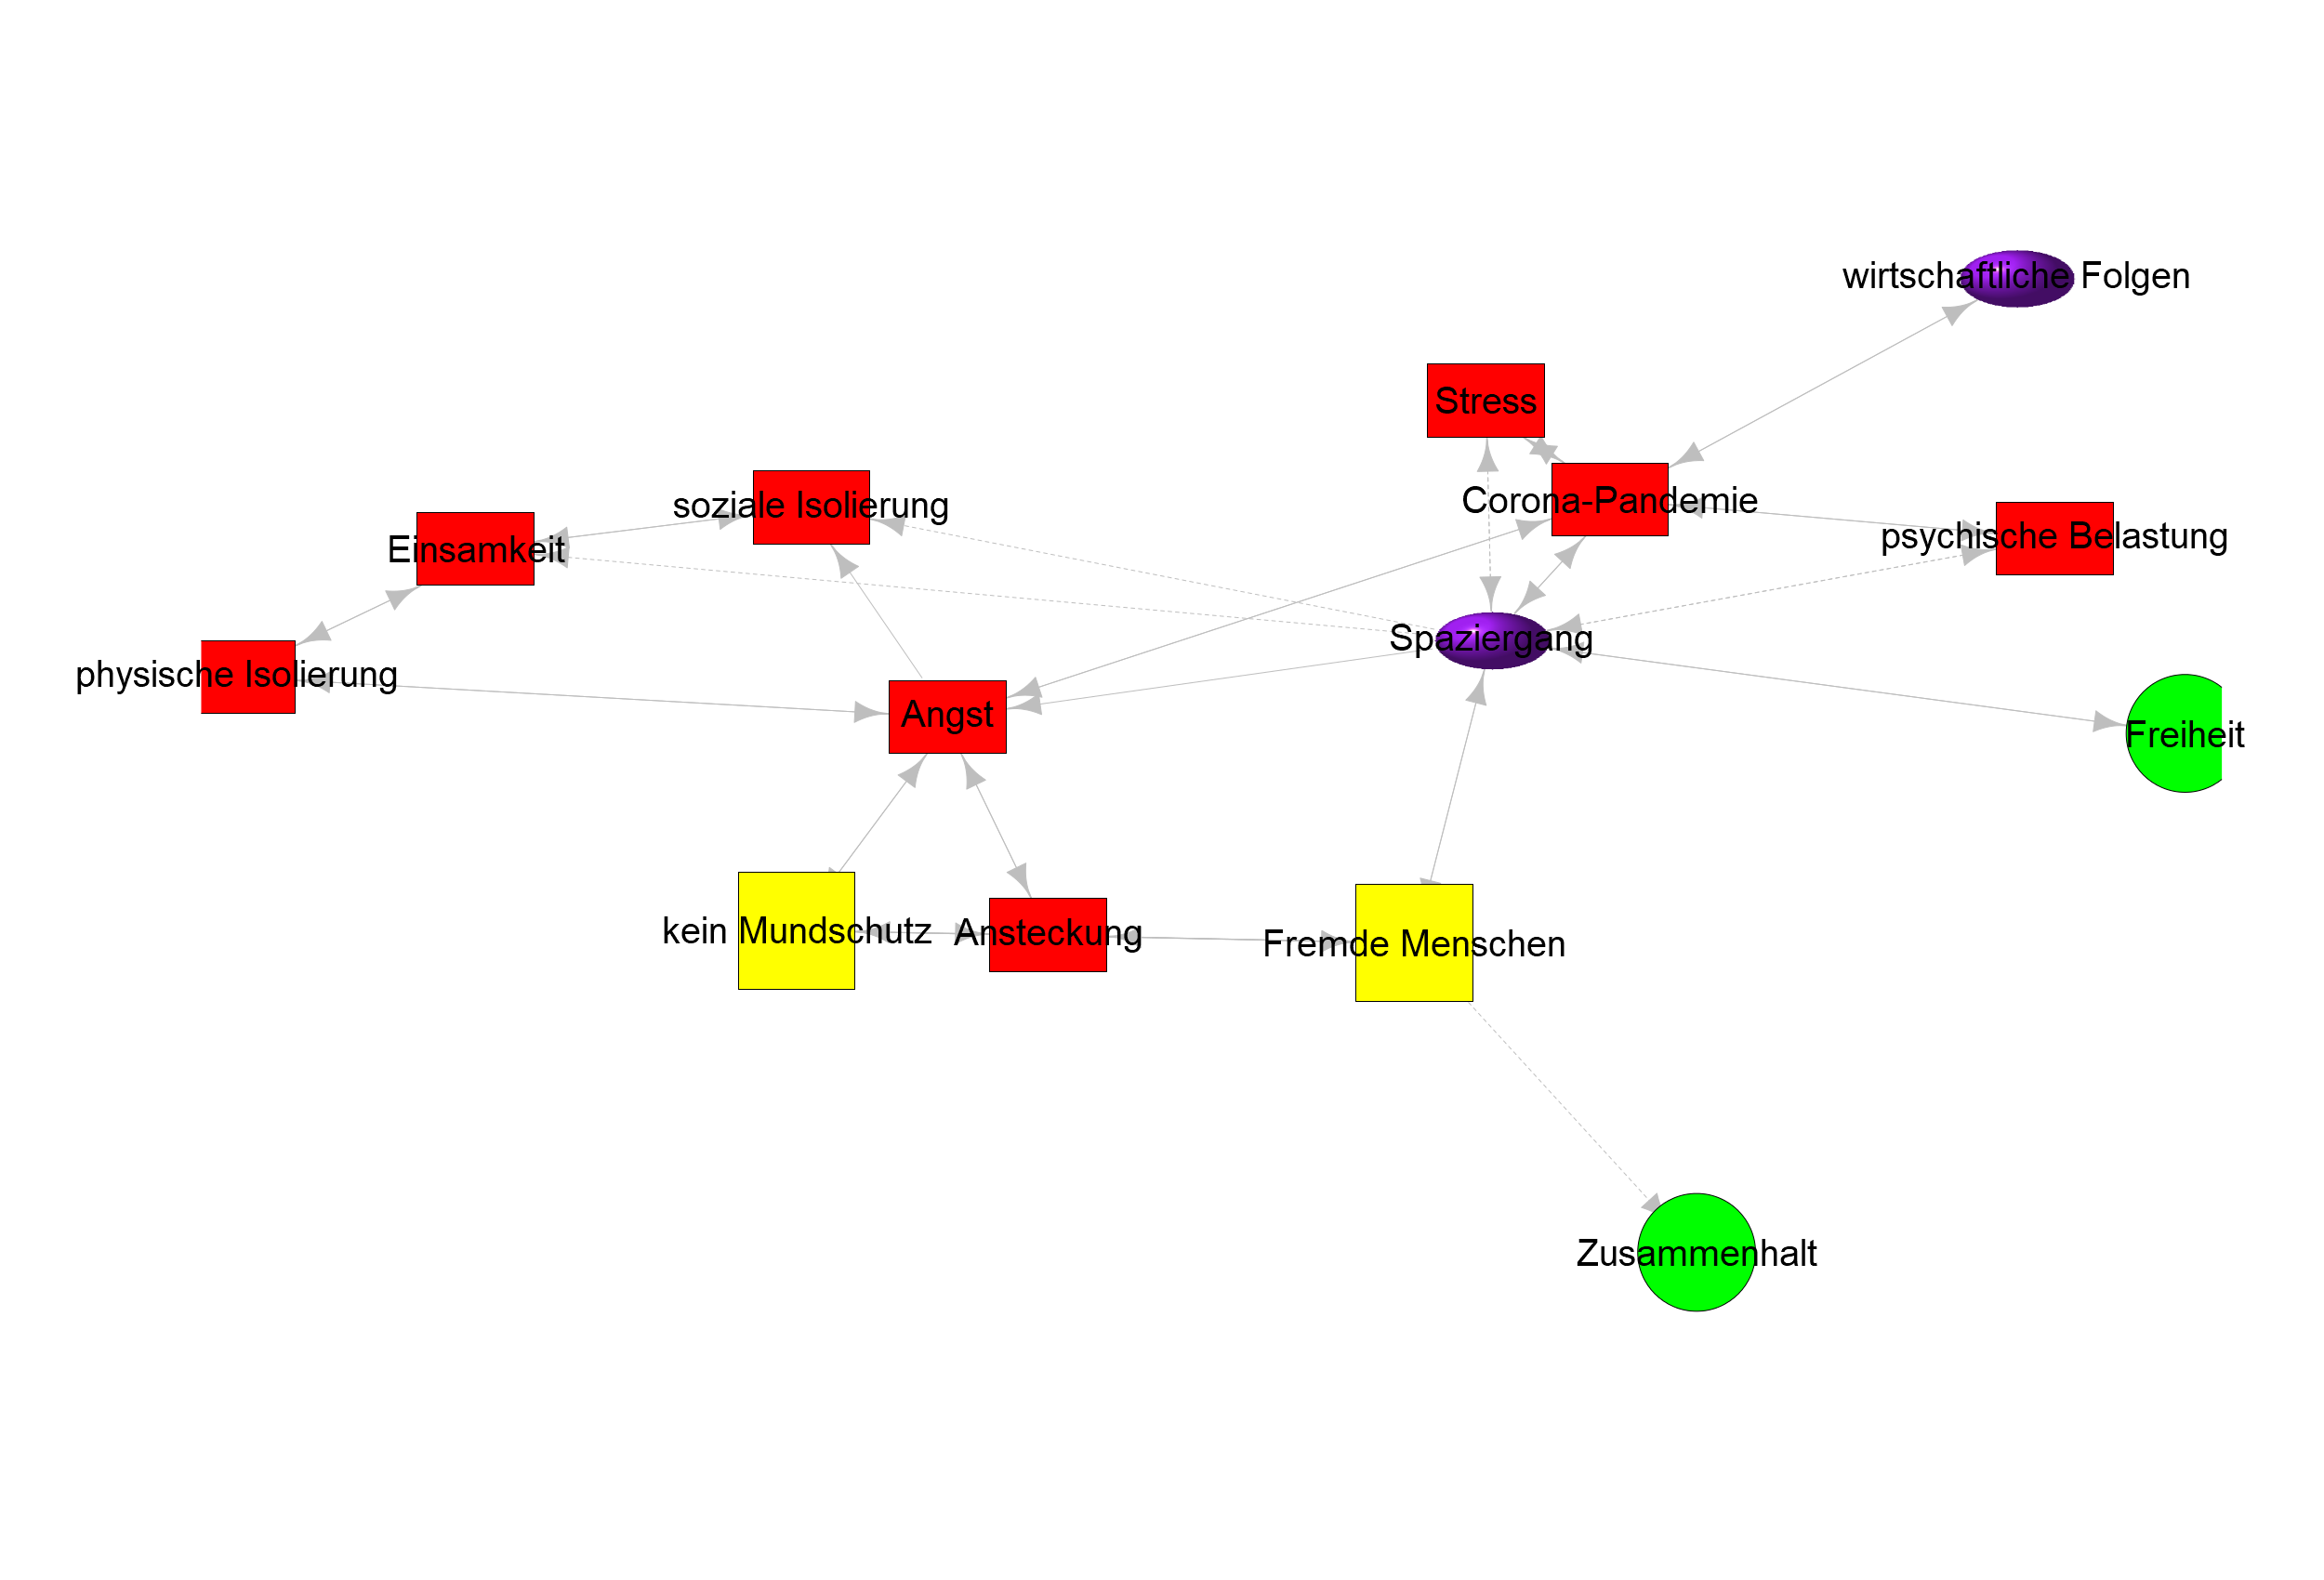 wirtschaftliche Folgen
Stress
Corona-Pandemie
soziale Isolierung
psychische Belastung
Einsamkeit
Spaziergang
physische Isolierung
Angst
Freiheit
kein Mundschutz
Ansteckung
Fremde Menschen
Zusammenhalt